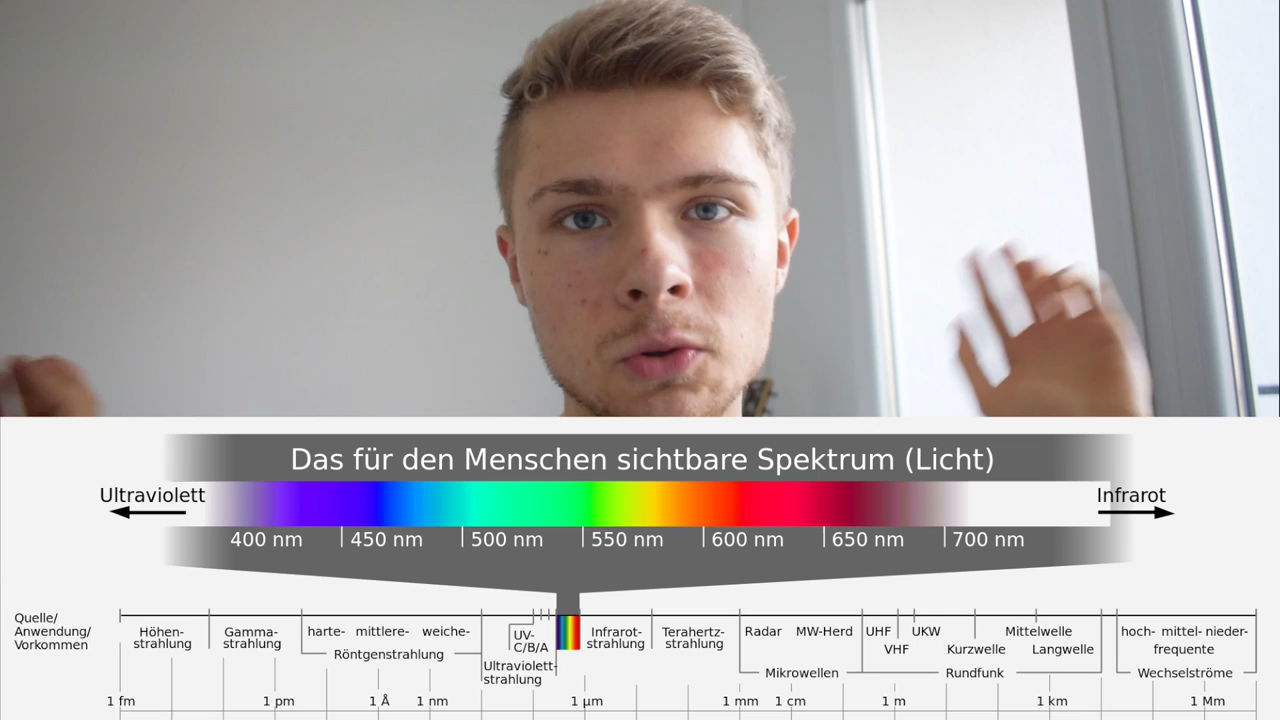 Das für den Menschen sichtbare Spektrum (Licht)
Ultraviolett
Infrarot
400 nm 450 nm 500 nm 550 nm 600 nm 650 nm 700 nm
Quelle/
Anwendung/
Vorkommen
Höhen-
strahlung
Gamma-
strahlung
harte- mittlere- weiche-
Röntgenstrahlung
UV-
C/B/A
Ultraviolett-
strahlung
Infrarot-
strahlung
Terahertz-
strahlung
Radar MW-Herd
Mikrowellen
UHF UKW Mittelwelle
VHF Kurzwelle Langwelle
Rundfunk
hoch- mittel- nieder-
frequente
Wechselströme
1 fm 1 pm 1 Å 1 nm 1 µm 1 mm 1 cm 1 m 1 km 1 Mm